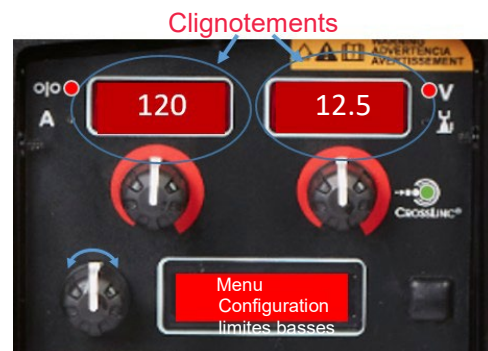 Clignotements
WARNING
ADVERTENCIA
AVERTISSEMENT
o|o
120
12.5
V
A
CROSSLINC®
Menu
Configuration
limites basses